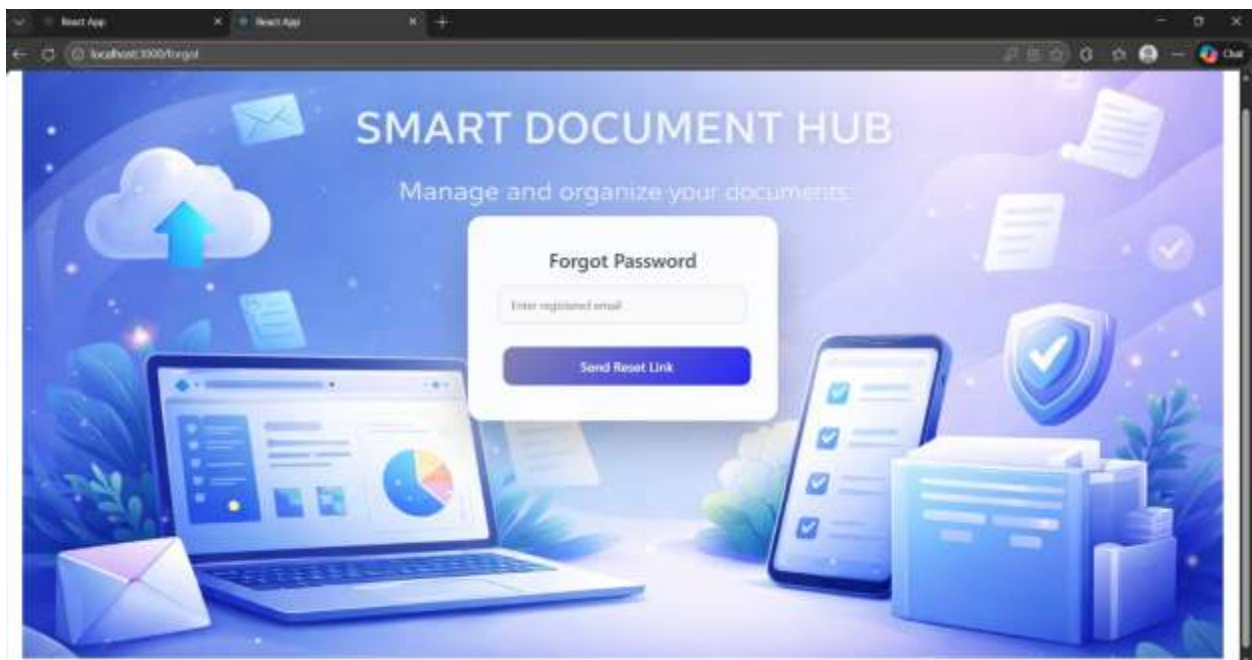 React App
React App
localhost:3000/forgot
Chat
SMART DOCUMENT HUB
Manage and organize your documents
Forgot Password
Enter registered email
Send Reset Link